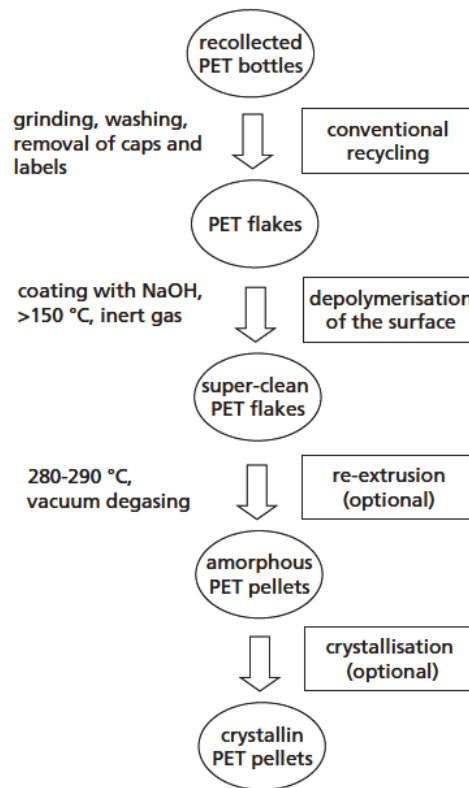 recollected
PET bottles
grinding, washing,
removal of caps and
labels
conventional
recycling
PET flakes
coating with NaOH,
>150 °C, inert gas
depolymerisation
of the surface
super-clean
PET flakes
280-290 °C,
vacuum degasing
re-extrusion
(optional)
amorphous
PET pellets
crystallisation
(optional)
crystallin
PET pellets